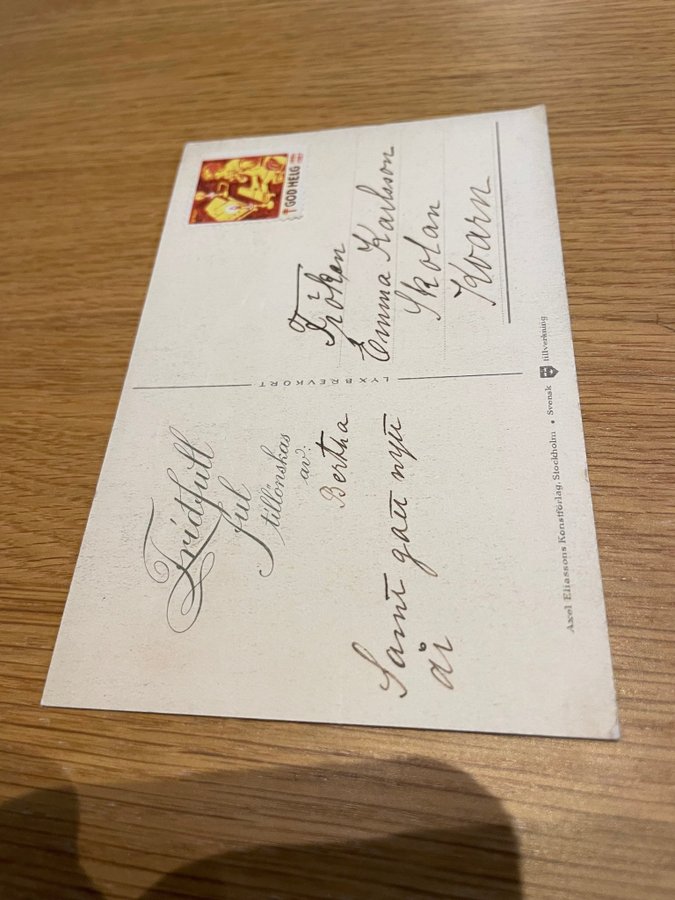 Fridfull
jul
tillönskas
av:
Bertha
Samt gott nytt
år
LYXBREVKORT
GOD HELG
Fröken
Emma Karlsson
Skolan
Kvarn
Axel Eliassons Konstförlag, Stockholm • Svensk tillverkning